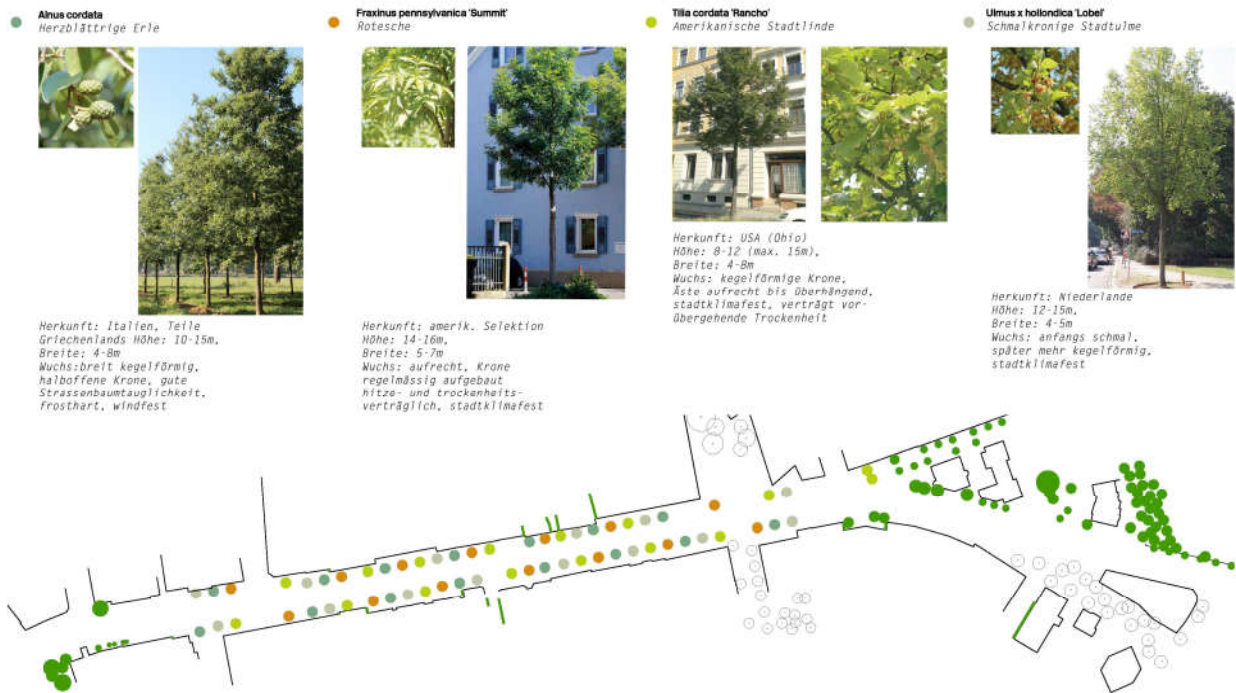 Alnus cordata
Herzblättrige Erle
Herkunft: Italien, Teile
Griechenlands Höhe: 10-15m,
Breite: 4-8m
Wuchs:breit kegelförmig,
halboffene Krone, gute
Strassenbaumtauglichkeit,
frosthart, windfest
Fraxinus pennsylvanica 'Summit'
Rotesche
Herkunft: amerik. Selektion
Höhe: 14-16m,
Breite: 5-7m
Wuchs: aufrecht, Krone
regelmässig aufgebaut
hitze- und trockenheits-
verträglich, stadtklimafest
Tilia cordata 'Rancho'
Amerikanische Stadtlinde
Herkunft: USA (Ohio)
Höhe: 8-12 (max. 15m),
Breite: 4-8m
Wuchs: kegelförmige Krone,
Äste aufrecht bis überhängend,
stadtklimafest, verträgt vor-
übergehende Trockenheit
Ulmus x hollondica 'Lobel'
Schmalkronige Stadtulme
Herkunft: Niederlande
Höhe: 12-15m,
Breite: 4-5m
Wuchs: anfangs schmal,
später mehr kegelförmig,
stadtklimafest